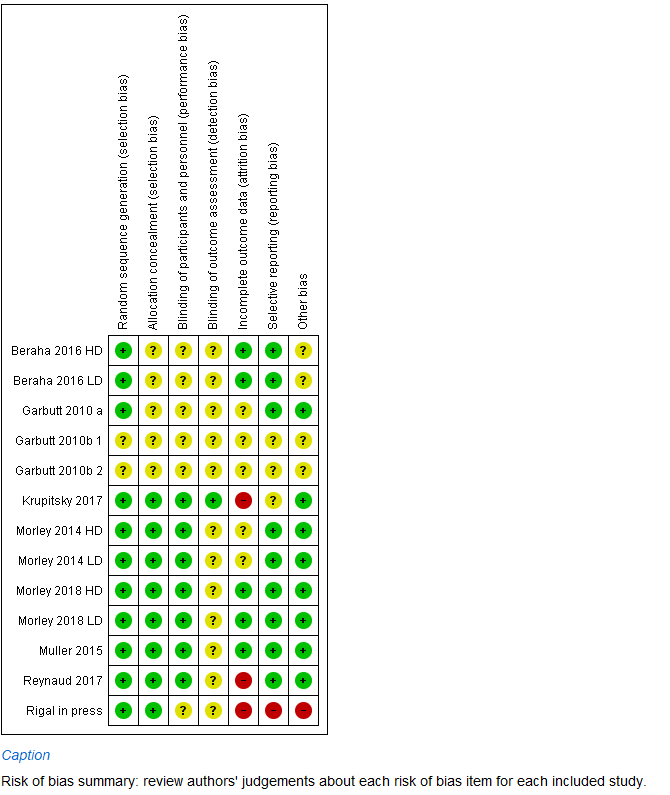 Random sequence generation (selection bias)
Allocation concealment (selection bias)
Blinding of participants and personnel (performance bias)
Blinding of outcome assessment (detection bias)
Incomplete outcome data (attrition bias)
Selective reporting (reporting bias)
Other bias
Beraha 2016 HD + ? ? ? + + ?
Beraha 2016 LD + ? ? ? + + ?
Garbutt 2010 a + ? ? ? ? + +
Garbutt 2010b 1 ? ? ? ? ? ? ?
Garbutt 2010b 2 ? ? ? ? ? ? ?
Krupitsky 2017 + + + + - ? +
Morley 2014 HD + + + ? ? + +
Morley 2014 LD + + + ? ? + +
Morley 2018 HD + + + ? + + +
Morley 2018 LD + + + ? + + +
Muller 2015 + + + ? + + +
Reynaud 2017 + + + ? - + +
Rigal in press + + ? ? - - -
Caption
Risk of bias summary: review authors' judgements about each risk of bias item for each included study.